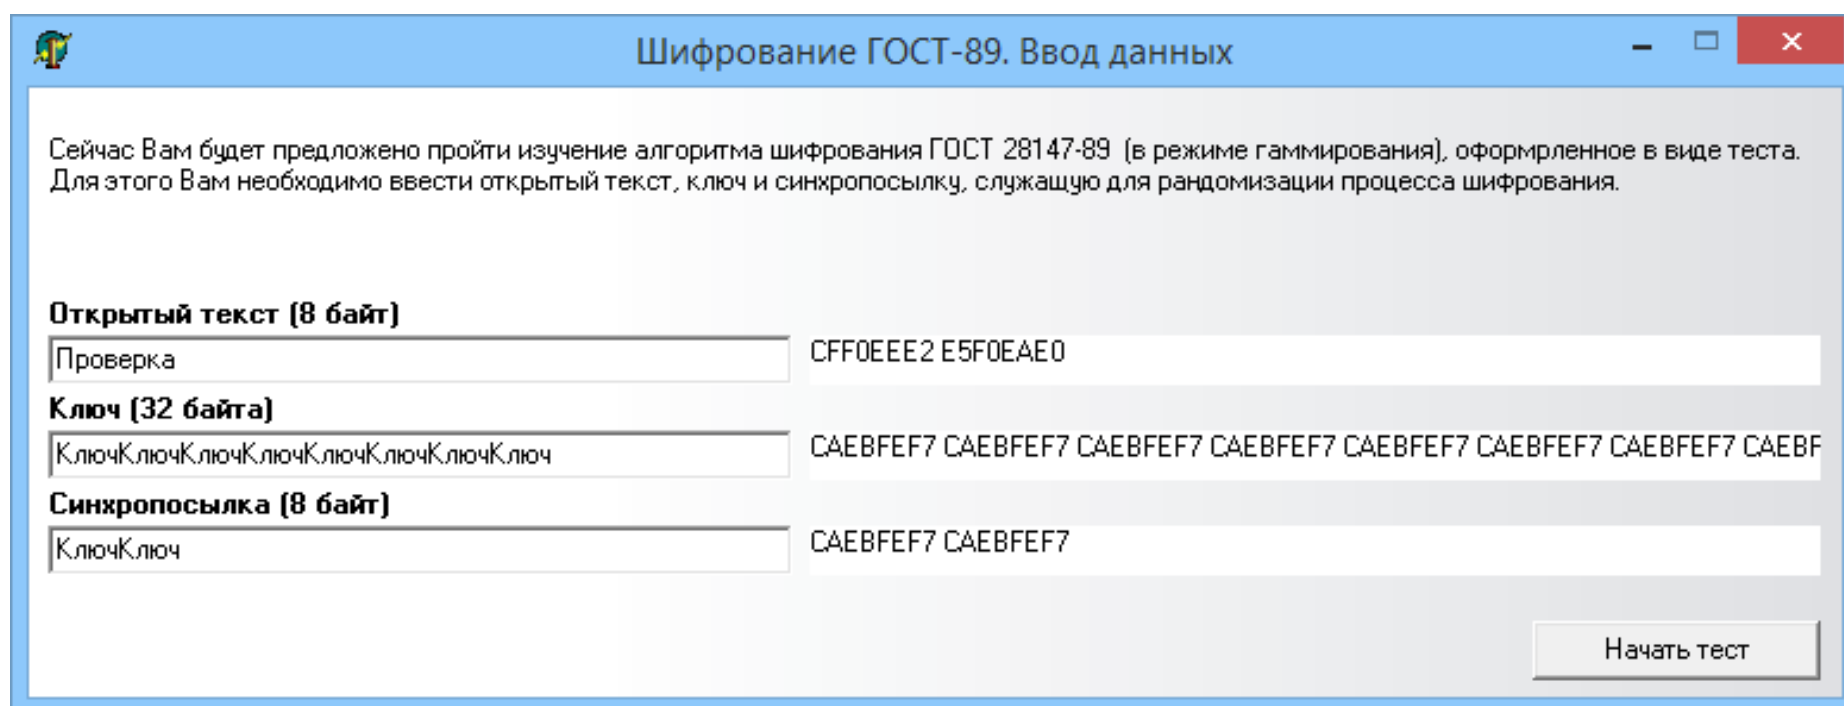 Шифрование ГОСТ-89. Ввод данных
Сейчас Вам будет предложено пройти изучение алгоритма шифрования ГОСТ 28147-89 (в режиме гаммирования), оформрленное в виде теста.
Для этого Вам необходимо ввести открытый текст, ключ и синхропосылку, служащую для рандомизации процесса шифрования.
Открытый текст (8 байт)
Проверка CFF0EEE2 E5F0EAE0
Ключ (32 байта)
КлючКлючКлючКлючКлючКлючКлючКлюч CAEBFEF7 CAEBFEF7 CAEBFEF7 CAEBFEF7 CAEBFEF7 CAEBFEF7 CAEBFEF7 CAEBF
Синхропосылка (8 байт)
КлючКлюч CAEBFEF7 CAEBFEF7
Начать тест